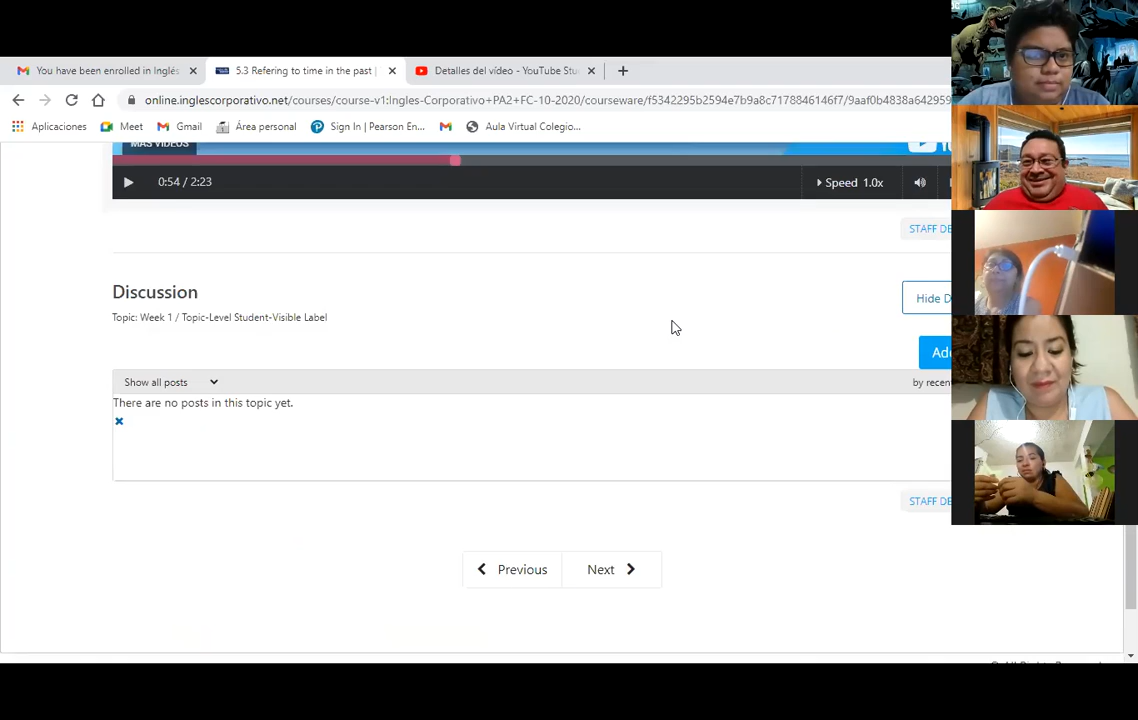 You have been enrolled in Inglés
5.3 Refering to time in the past |
Detalles del vídeo - YouTube Stu
online.inglescorporativo.net/courses/course-v1:Ingles-Corporativo+PA2+FC-10-2020/courseware/f5342295b2594e7b9a8c7178846146f7/9aaf0b4838a642959
Aplicaciones
Meet
Gmail
Área personal
Sign In | Pearson En...
Aula Virtual Colegio...
MÁS VÍDEOS
0:54 / 2:23
Speed 1.0x
STAFF DE
Discussion
Hide D
Topic: Week 1 / Topic-Level Student-Visible Label
Ad
Show all posts
by recen
There are no posts in this topic yet.
STAFF DE
Previous
Next